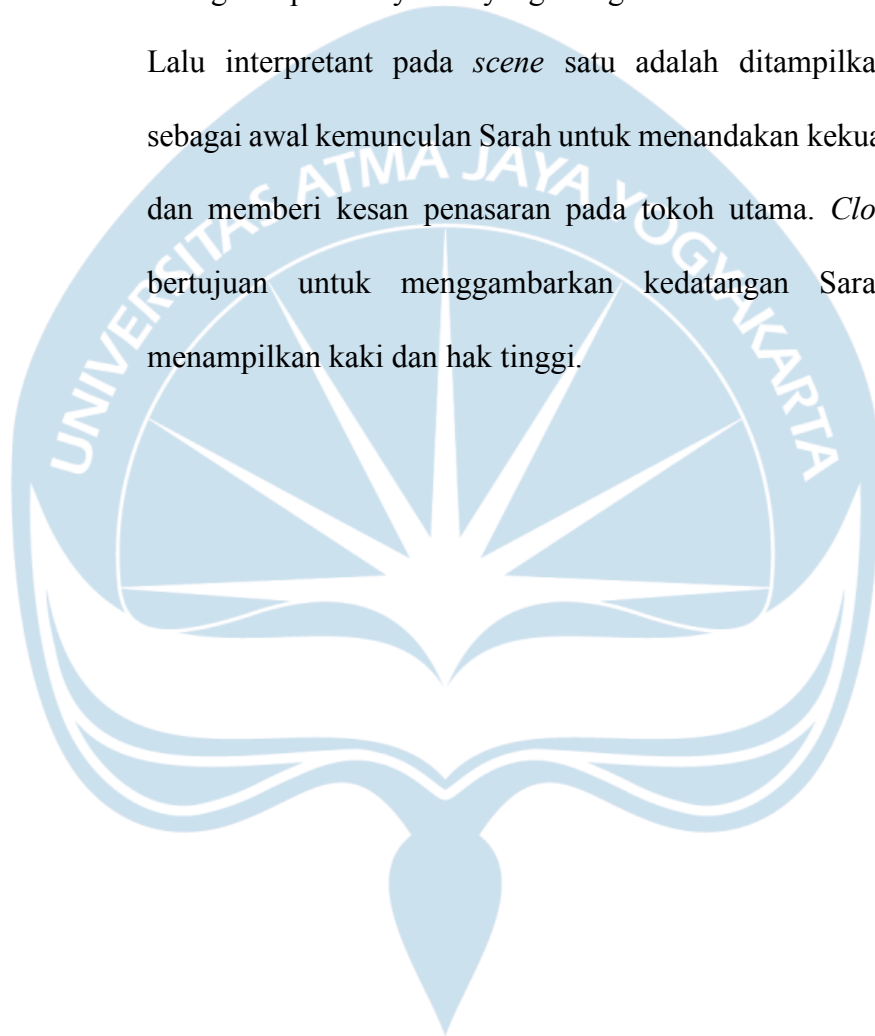 Lalu interpretant pada scene satu adalah ditampilka
sebagai awal kemunculan Sarah untuk menandakan kekua
dan memberi kesan penasaran pada tokoh utama. Clo
bertujuan untuk menggambarkan kedatangan Sara
menampilkan kaki dan hak tinggi.
UNIVERSITAS ATMA JAYA YOGYAKARTA